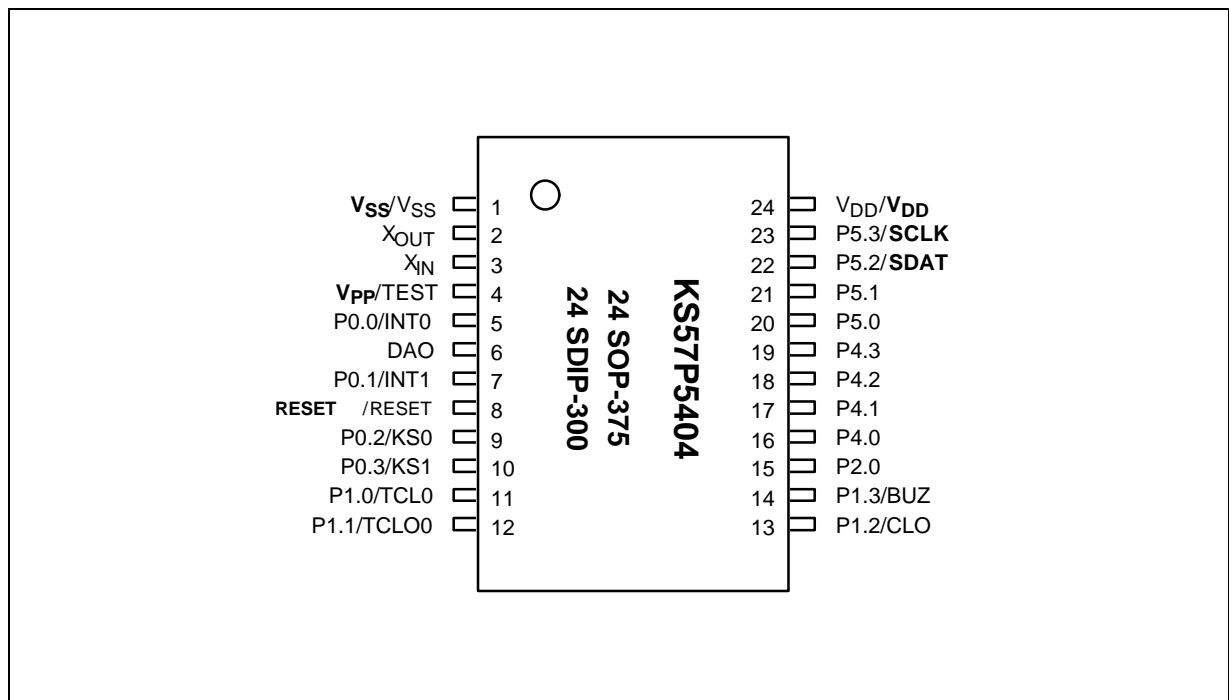 VSS/VSS 1
XOUT 2
XIN 3
VPP/TEST 4
P0.0/INT0 5
DAO 6
P0.1/INT1 7
RESET /RESET 8
P0.2/KS0 9
P0.3/KS1 10
P1.0/TCL0 11
P1.1/TCLO0 12
KS57P5404
24 SOP-375
24 SDIP-300
24 VDD/VDD
23 P5.3/SCLK
22 P5.2/SDAT
21 P5.1
20 P5.0
19 P4.3
18 P4.2
17 P4.1
16 P4.0
15 P2.0
14 P1.3/BUZ
13 P1.2/CLO